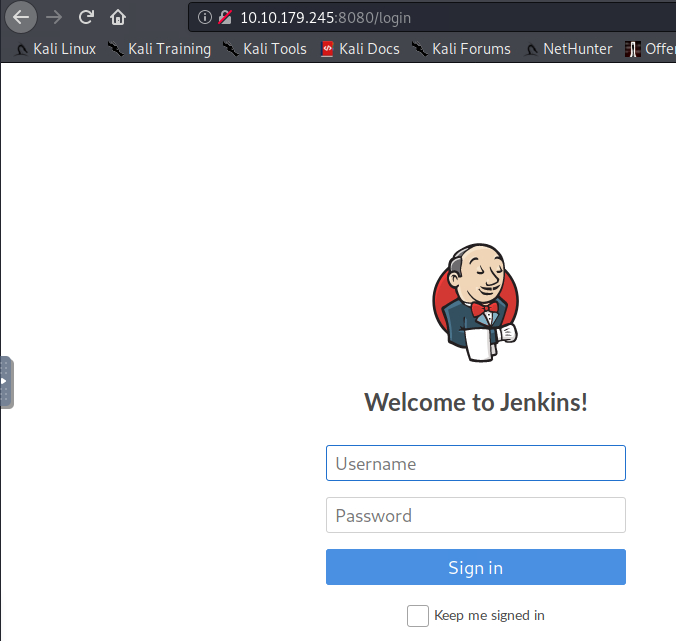 10.10.179.245:8080/login
Kali Linux Kali Training Kali Tools Kali Docs Kali Forums NetHunter Offe
Welcome to Jenkins!
Username
Password
Sign in
Keep me signed in